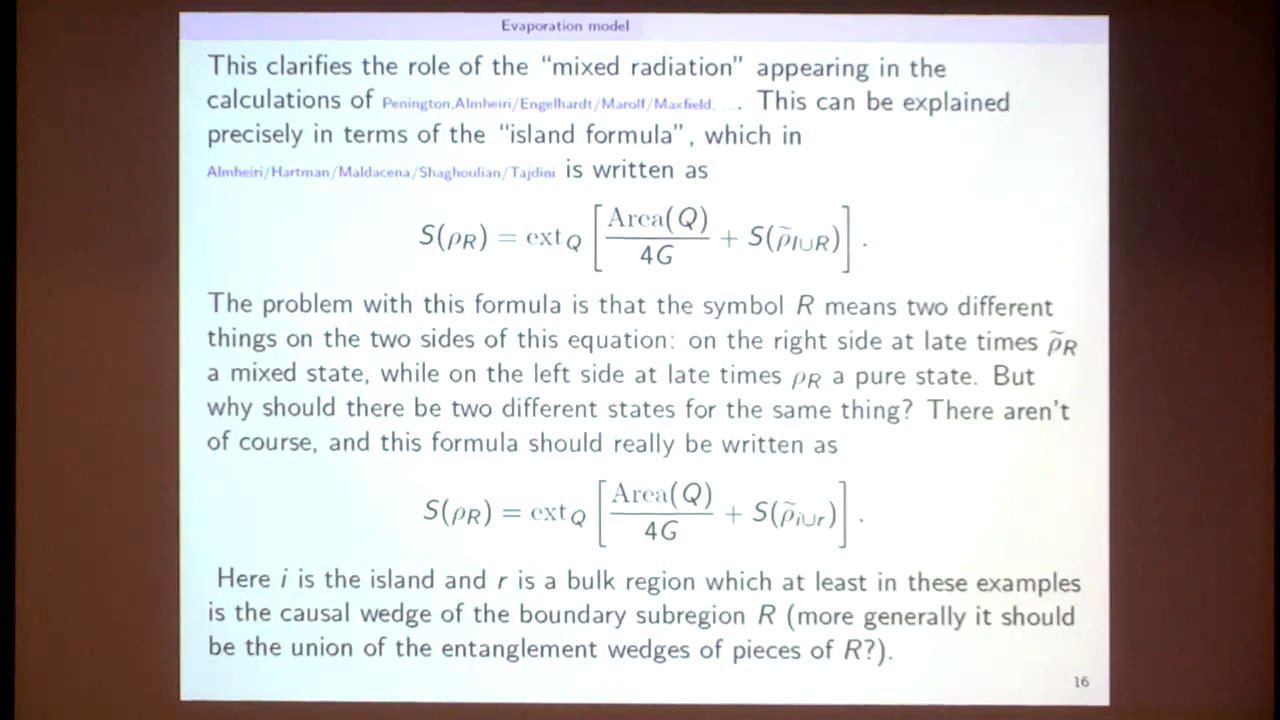 Evaporation model
This clarifies the role of the “mixed radiation” appearing in the
calculations of Penington,Almheiri/Engelhardt/Marolf/Maxfield, .... This can be explained
precisely in terms of the “island formula”, which in
Almheiri/Hartman/Maldacena/Shaghoulian/Tajdini is written as
S(ρ_R) = ext_Q [Area(Q)/4G + S(ρ̃_{I∪R})].
The problem with this formula is that the symbol R means two different
things on the two sides of this equation: on the right side at late times ρ̃_R
a mixed state, while on the left side at late times ρ_R a pure state. But
why should there be two different states for the same thing? There aren't
of course, and this formula should really be written as
S(ρ_R) = ext_Q [Area(Q)/4G + S(ρ̃_{i∪r})].
Here i is the island and r is a bulk region which at least in these examples
is the causal wedge of the boundary subregion R (more generally it should
be the union of the entanglement wedges of pieces of R?).
16